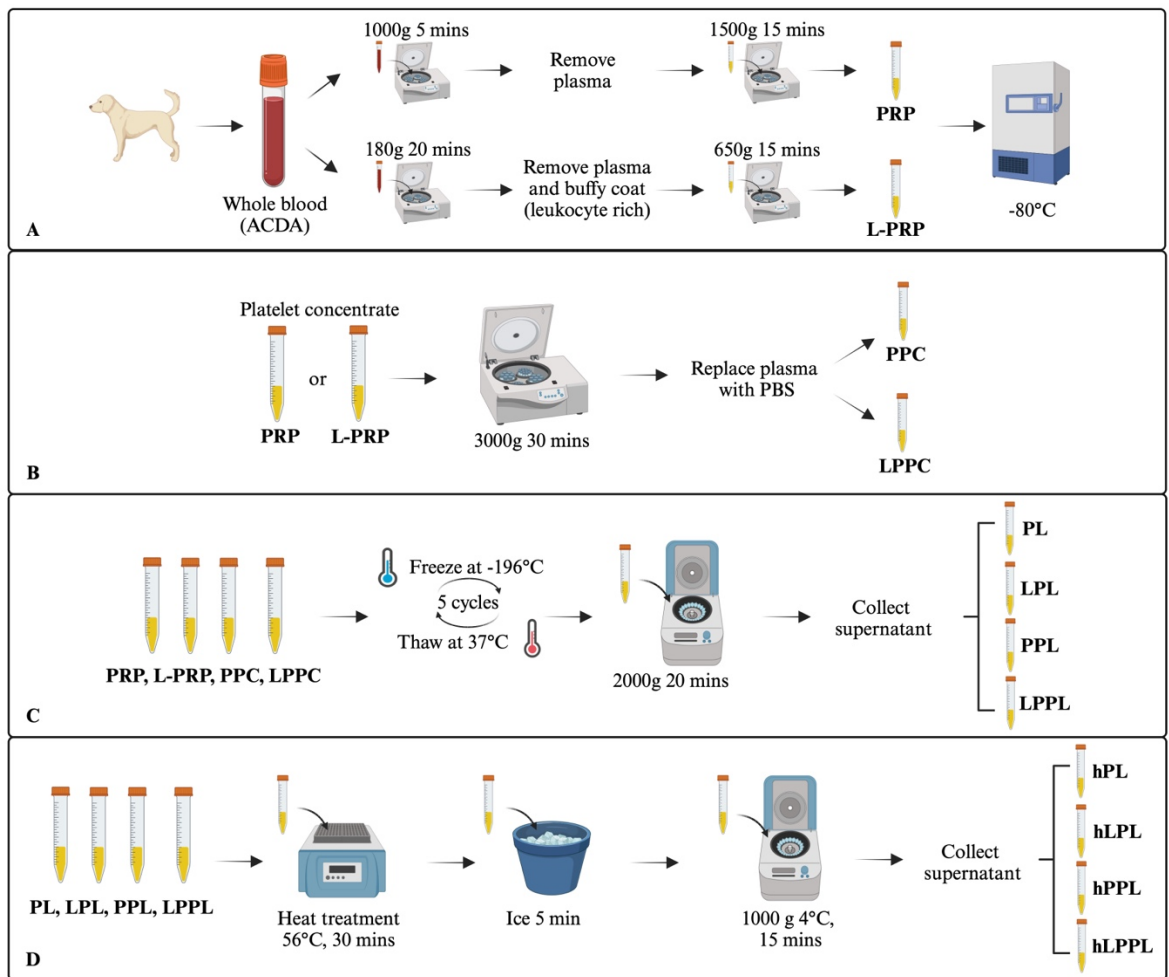 1000g 5 mins
Remove
plasma
1500g 15 mins
PRP
Whole blood
(ACDA)
180g 20 mins
Remove plasma
and buffy coat
(leukocyte rich)
650g 15 mins
L-PRP
-80°C
A
Platelet concentrate
or
PRP
L-PRP
3000g 30 mins
Replace plasma
with PBS
PPC
LPPC
B
PRP, L-PRP, PPC, LPPC
Freeze at -196°C
5 cycles
Thaw at 37°C
2000g 20 mins
Collect
supernatant
PL
LPL
PPL
LPPL
C
PL, LPL, PPL, LPPL
Heat treatment
56°C, 30 mins
Ice 5 min
1000 g 4°C,
15 mins
Collect
supernatant
hPL
hLPL
hPPL
hLPPL
D